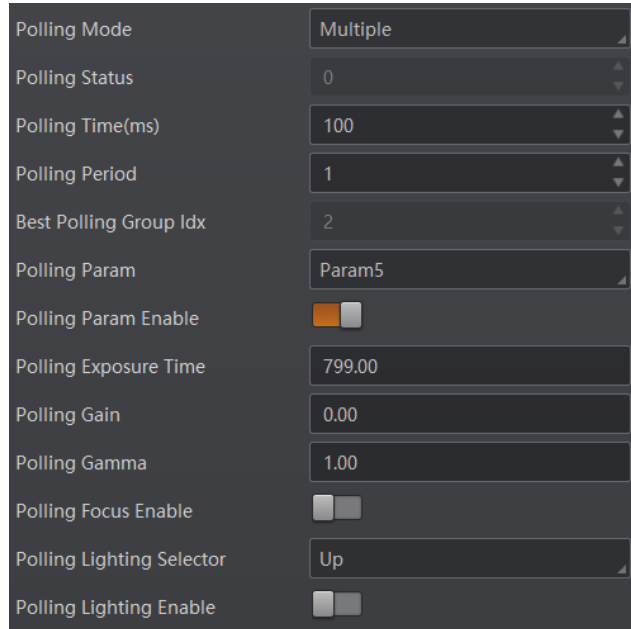 Polling Mode Multiple
Polling Status 0
Polling Time(ms) 100
Polling Period 1
Best Polling Group Idx 2
Polling Param Param5
Polling Param Enable
Polling Exposure Time 799.00
Polling Gain 0.00
Polling Gamma 1.00
Polling Focus Enable
Polling Lighting Selector Up
Polling Lighting Enable